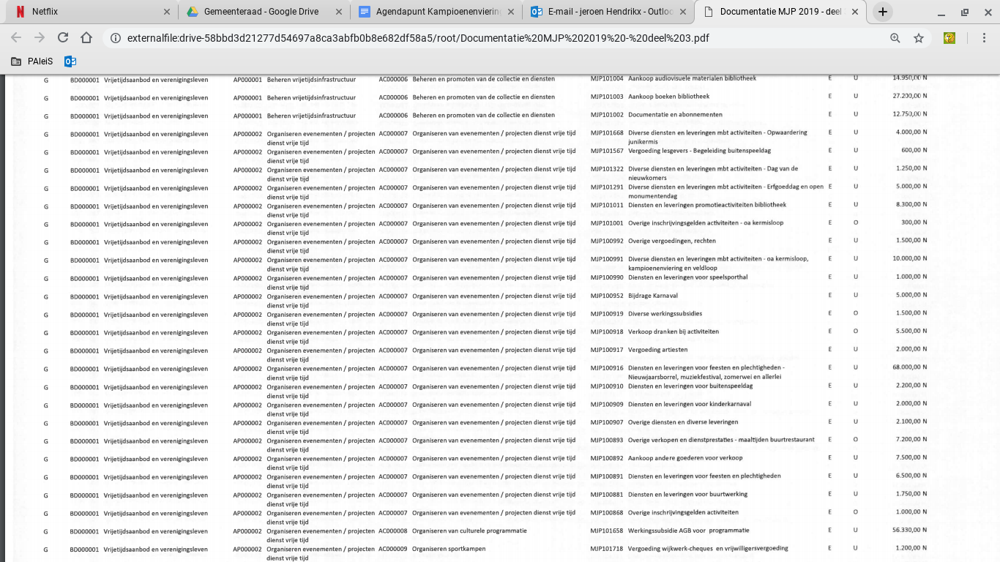 Netflix
Gemeenteraad - Google Drive
Agendapunt Kampioenenviering
E-mail - jeroen Hendrikx - Outloo
Documentatie MJP 2019 - deel 3
externalfile:drive-58bbd3d21277d54697a8ca3abfb0b8e682df58a5/root/Documentatie%20MJP%202019%20-%20deel%203.pdf
PAleiS
G BD000001 Vrijetijdsaanbod en verenigingsleven AP000001 Beheren vrijetijdsinfrastructuur AC000006 Beheren en promoten van de collectie en diensten MJP101004 Aankoop audiovisuele materialen bibliotheek E U 14.950,00 N
G BD000001 Vrijetijdsaanbod en verenigingsleven AP000001 Beheren vrijetijdsinfrastructuur AC000006 Beheren en promoten van de collectie en diensten MJP101003 Aankoop boeken bibliotheek E U 27.200,00 N
G BD000001 Vrijetijdsaanbod en verenigingsleven AP000001 Beheren vrijetijdsinfrastructuur AC000006 Beheren en promoten van de collectie en diensten MJP101002 Documentatie en abonnementen E U 12.750,00 N
G BD000001 Vrijetijdsaanbod en verenigingsleven AP000002 Organiseren evenementen / projecten AC000007 Organiseren van evenementen / projecten dienst vrije tijd MJP101668 Diverse diensten en leveringen mbt activiteiten - Opwaardering E U 4.000,00 N
dienst vrije tijd junikermis
G BD000001 Vrijetijdsaanbod en verenigingsleven AP000002 Organiseren evenementen / projecten AC000007 Organiseren van evenementen / projecten dienst vrije tijd MJP101567 Vergoeding lesgevers - Begeleiding buitenspeeldag E U 600,00 N
dienst vrije tijd
G BD000001 Vrijetijdsaanbod en verenigingsleven AP000002 Organiseren evenementen / projecten AC000007 Organiseren van evenementen / projecten dienst vrije tijd MJP101322 Diverse diensten en leveringen mbt activiteiten - Dag van de E U 1.250,00 N
dienst vrije tijd nieuwkomers
G BD000001 Vrijetijdsaanbod en verenigingsleven AP000002 Organiseren evenementen / projecten AC000007 Organiseren van evenementen / projecten dienst vrije tijd MJP101291 Diverse diensten en leveringen mbt activiteiten - Erfgoeddag en open E U 5.000,00 N
dienst vrije tijd monumentendag
G BD000001 Vrijetijdsaanbod en verenigingsleven AP000002 Organiseren evenementen / projecten AC000007 Organiseren van evenementen / projecten dienst vrije tijd MJP101011 Diensten en leveringen promotieactiviteiten bibliotheek E U 8.300,00 N
dienst vrije tijd
G BD000001 Vrijetijdsaanbod en verenigingsleven AP000002 Organiseren evenementen / projecten AC000007 Organiseren van evenementen / projecten dienst vrije tijd MJP101001 Overige inschrijvingsgelden activiteiten - oa kermisloop E O 300,00 N
dienst vrije tijd
G BD000001 Vrijetijdsaanbod en verenigingsleven AP000002 Organiseren evenementen / projecten AC000007 Organiseren van evenementen / projecten dienst vrije tijd MJP100992 Overige vergoedingen, rechten E U 1.500,00 N
dienst vrije tijd
G BD000001 Vrijetijdsaanbod en verenigingsleven AP000002 Organiseren evenementen / projecten AC000007 Organiseren van evenementen / projecten dienst vrije tijd MJP100991 Diverse diensten en leveringen mbt activiteiten - oa kermisloop, E U 10.000,00 N
dienst vrije tijd kampioenenviering en veldloop
G BD000001 Vrijetijdsaanbod en verenigingsleven AP000002 Organiseren evenementen / projecten AC000007 Organiseren van evenementen / projecten dienst vrije tijd MJP100990 Diensten en leveringen voor speelsporthal E U 1.000,00 N
dienst vrije tijd
G BD000001 Vrijetijdsaanbod en verenigingsleven AP000002 Organiseren evenementen / projecten AC000007 Organiseren van evenementen / projecten dienst vrije tijd MJP100952 Bijdrage Karnaval E U 5.000,00 N
dienst vrije tijd
G BD000001 Vrijetijdsaanbod en verenigingsleven AP000002 Organiseren evenementen / projecten AC000007 Organiseren van evenementen / projecten dienst vrije tijd MJP100919 Diverse werkingssubsidies E O 1.500,00 N
dienst vrije tijd
G BD000001 Vrijetijdsaanbod en verenigingsleven AP000002 Organiseren evenementen / projecten AC000007 Organiseren van evenementen / projecten dienst vrije tijd MJP100918 Verkoop dranken bij activiteiten E O 5.500,00 N
dienst vrije tijd
G BD000001 Vrijetijdsaanbod en verenigingsleven AP000002 Organiseren evenementen / projecten AC000007 Organiseren van evenementen / projecten dienst vrije tijd MJP100917 Vergoeding artiesten E U 2.000,00 N
dienst vrije tijd
G BD000001 Vrijetijdsaanbod en verenigingsleven AP000002 Organiseren evenementen / projecten AC000007 Organiseren van evenementen / projecten dienst vrije tijd MJP100916 Diensten en leveringen voor feesten en plechtigheden - E U 68.000,00 N
dienst vrije tijd Nieuwjaarsborrel, muziekfestival, zomerwei en allerlei
G BD000001 Vrijetijdsaanbod en verenigingsleven AP000002 Organiseren evenementen / projecten AC000007 Organiseren van evenementen / projecten dienst vrije tijd MJP100910 Diensten en leveringen voor buitenspeeldag E U 2.200,00 N
dienst vrije tijd
G BD000001 Vrijetijdsaanbod en verenigingsleven AP000002 Organiseren evenementen / projecten AC000007 Organiseren van evenementen / projecten dienst vrije tijd MJP100909 Diensten en leveringen voor kinderkarnaval E U 2.000,00 N
dienst vrije tijd
G BD000001 Vrijetijdsaanbod en verenigingsleven AP000002 Organiseren evenementen / projecten AC000007 Organiseren van evenementen / projecten dienst vrije tijd MJP100907 Overige diensten en diverse leveringen E U 2.100,00 N
dienst vrije tijd
G BD000001 Vrijetijdsaanbod en verenigingsleven AP000002 Organiseren evenementen / projecten AC000007 Organiseren van evenementen / projecten dienst vrije tijd MJP100893 Overige verkopen en dienstprestaties - maaltijden buurtrestaurant E O 7.200,00 N
dienst vrije tijd
G BD000001 Vrijetijdsaanbod en verenigingsleven AP000002 Organiseren evenementen / projecten AC000007 Organiseren van evenementen / projecten dienst vrije tijd MJP100892 Aankoop andere goederen voor verkoop E U 7.500,00 N
dienst vrije tijd
G BD000001 Vrijetijdsaanbod en verenigingsleven AP000002 Organiseren evenementen / projecten AC000007 Organiseren van evenementen / projecten dienst vrije tijd MJP100891 Diensten en leveringen voor feesten en plechtigheden E U 6.500,00 N
dienst vrije tijd
G BD000001 Vrijetijdsaanbod en verenigingsleven AP000002 Organiseren evenementen / projecten AC000007 Organiseren van evenementen / projecten dienst vrije tijd MJP100881 Diensten en leveringen voor buurtwerking E U 1.750,00 N
dienst vrije tijd
G BD000001 Vrijetijdsaanbod en verenigingsleven AP000002 Organiseren evenementen / projecten AC000007 Organiseren van evenementen / projecten dienst vrije tijd MJP100868 Overige inschrijvingsgelden activiteiten E O 1.000,00 N
dienst vrije tijd
G BD000001 Vrijetijdsaanbod en verenigingsleven AP000002 Organiseren evenementen / projecten AC000008 Organiseren van culturele programmatie MJP101658 Werkingssubsidie AGB voor programmatie E U 56.330,00 N
dienst vrije tijd
G BD000001 Vrijetijdsaanbod en verenigingsleven AP000002 Organiseren evenementen / projecten AC000009 Organiseren sportkampen MJP101718 Vergoeding wijkwerk-cheques en vrijwilligersvergoeding E U 1.200,00 N
dienst vrije tijd